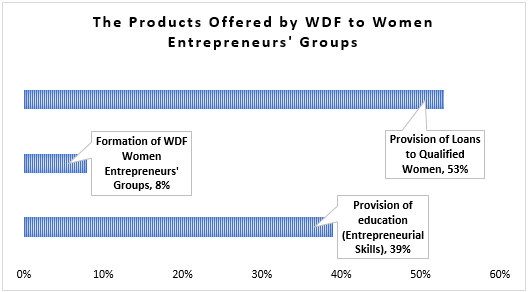 The Products Offered by WDF to Women
Entrepreneurs' Groups
Provision of Loans
to Qualified
Women, 53%
Formation of WDF
Women
Entrepreneurs'
Groups, 8%
Provision of
education
(Entrepreneurial
Skills), 39%
0% 10% 20% 30% 40% 50% 60%